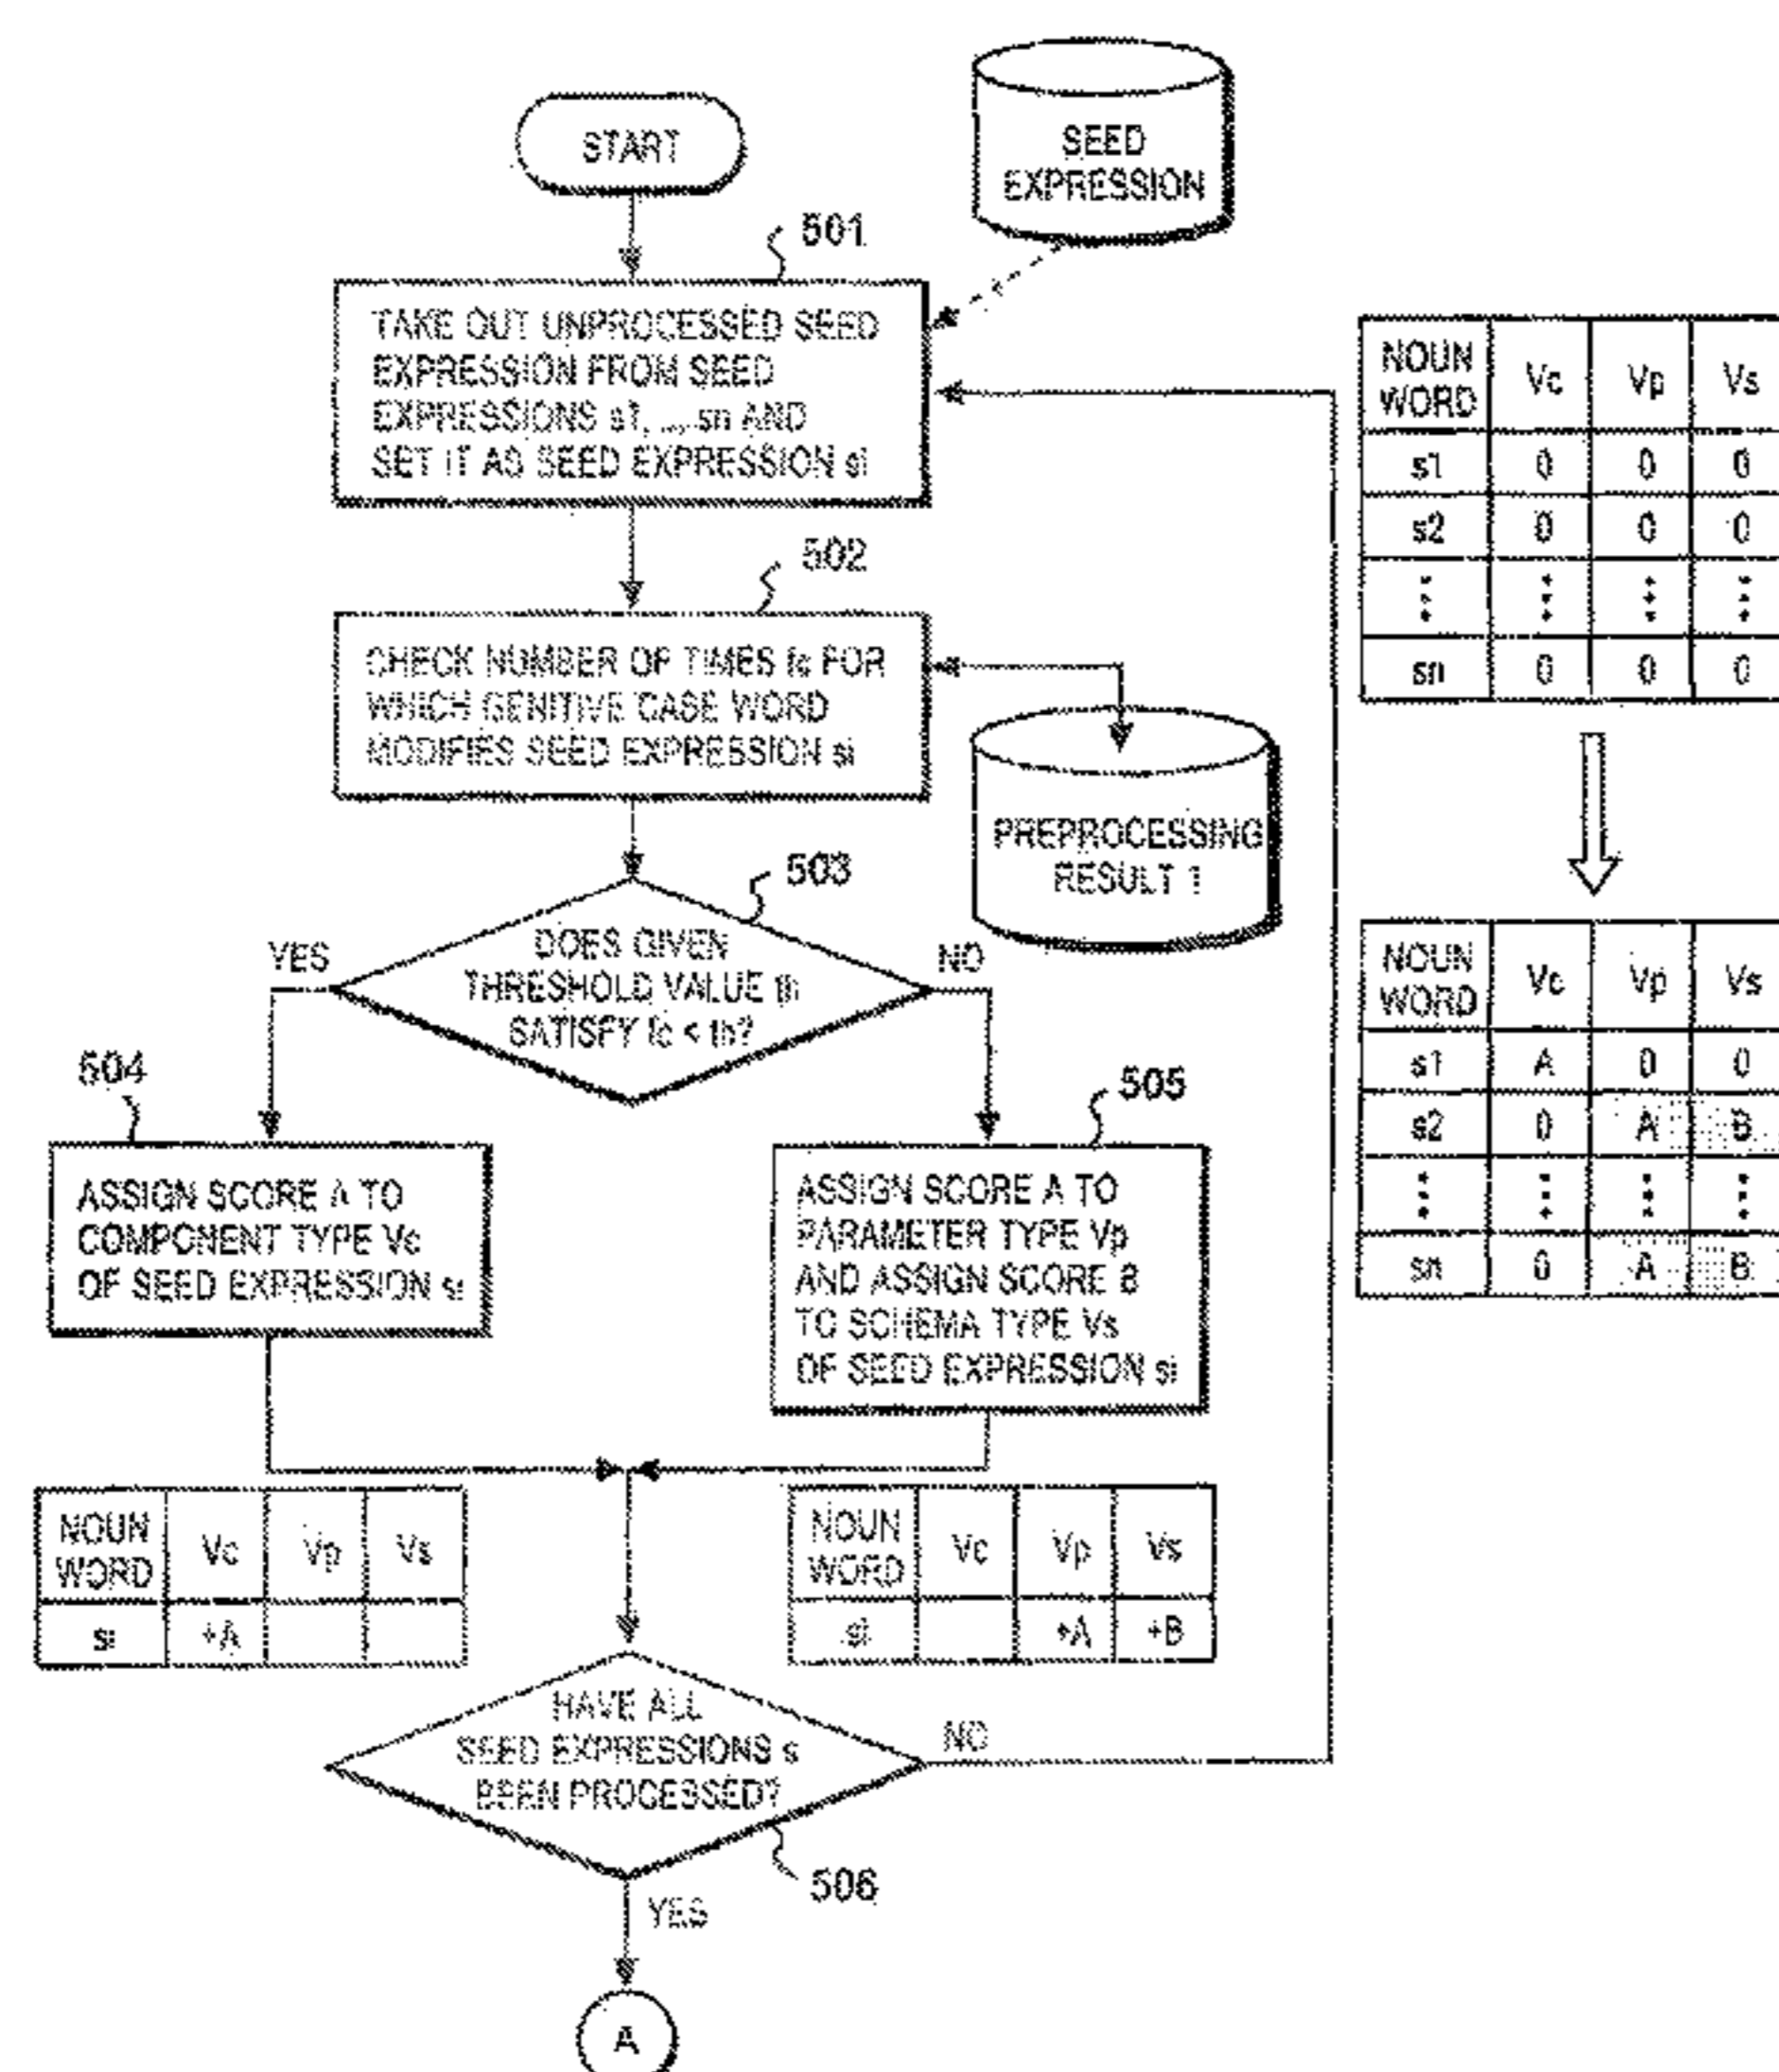 START
SEED
EXPRESSION
501
TAKE OUT UNPROCESSED SEED
EXPRESSION FROM SEED
EXPRESSIONS s1, ..., sn AND
SET IT AS SEED EXPRESSION si
502
CHECK NUMBER OF TIMES fc FOR
WHICH GENITIVE CASE WORD
MODIFIES SEED EXPRESSION si
PREPROCESSING
RESULT 1
503
DOES GIVEN
THRESHOLD VALUE th
SATISFY fc < th?
YES
NO
504
ASSIGN SCORE A TO
COMPONENT TYPE Vc
OF SEED EXPRESSION si
505
ASSIGN SCORE A TO
PARAMETER TYPE Vp
AND ASSIGN SCORE B
TO SCHEMA TYPE Vs
OF SEED EXPRESSION si
NOUN
WORD Vc Vp Vs
si +A
NOUN
WORD Vc Vp Vs
si +A +B
HAVE ALL
SEED EXPRESSIONS s
BEEN PROCESSED?
NO
506
YES
A
NOUN
WORD Vc Vp Vs
s1 0 0 0
s2 0 0 0
sn 0 0 0
NOUN
WORD Vc Vp Vs
s1 A 0 0
s2 0 A B
sn 0 A B